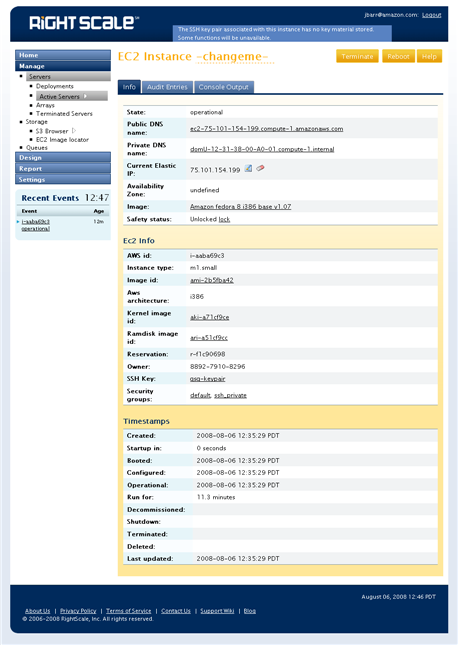 RIGHT SCALE
jbarr@amazon.com: Logout
The SSH key pair associated with this instance has no key material stored.
Some functions will be unavailable.
Home
Manage
Servers
Deployments
Active Servers
Arrays
Terminated Servers
Storage
S3 Browser
EC2 Image locator
Queues
Design
Report
Settings
Recent Events 12:47
Event Age
i-aaba69c3 12m
operational
EC2 Instance -changeme-
Terminate Reboot Help
Info Audit Entries Console Output
State: operational
Public DNS
name: ec2-75-101-154-199.compute-1.amazonaws.com
Private DNS
name: domU-12-31-38-00-A0-01.compute-1.internal
Current Elastic
IP: 75.101.154.199
Availability
Zone: undefined
Image: Amazon fedora 8 i386 base v1.07
Safety status: Unlocked lock
Ec2 Info
AWS id: i-aaba69c3
Instance type: m1.small
Image id: ami-2b5fba42
Aws
architecture: i386
Kernel image
id: aki-a71cf9ce
Ramdisk image
id: ari-a51cf9cc
Reservation: r-f1c90698
Owner: 8892-7910-8296
SSH Key: gsg-keypair
Security
groups: default, ssh_private
Timestamps
Created: 2008-08-06 12:35:29 PDT
Startup in: 0 seconds
Booted: 2008-08-06 12:35:29 PDT
Configured: 2008-08-06 12:35:29 PDT
Operational: 2008-08-06 12:35:29 PDT
Run for: 11.3 minutes
Decommissioned:
Shutdown:
Terminated:
Deleted:
Last updated: 2008-08-06 12:35:29 PDT
August 06, 2008 12:46 PDT
About Us | Privacy Policy | Terms of Service | Contact Us | Support Wiki | Blog
© 2006-2008 RightScale, Inc. All rights reserved.